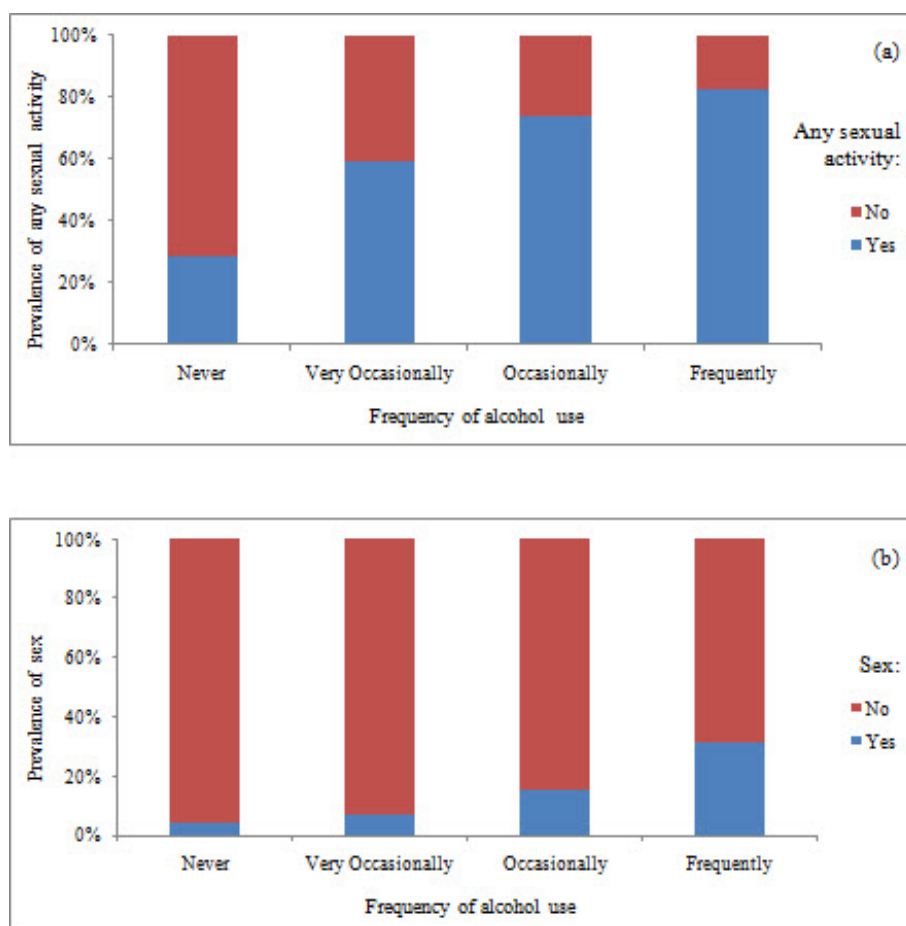 100%
80%
60%
40%
20%
0%
Prevalence of any sexual activity
Never
Very Occasionally
Occasionally
Frequently
Frequency of alcohol use
(a)
Any sexual
activity:
No
Yes
100%
80%
60%
40%
20%
0%
Prevalence of sex
Never
Very Occasionally
Occasionally
Frequently
Frequency of alcohol use
(b)
Sex:
No
Yes